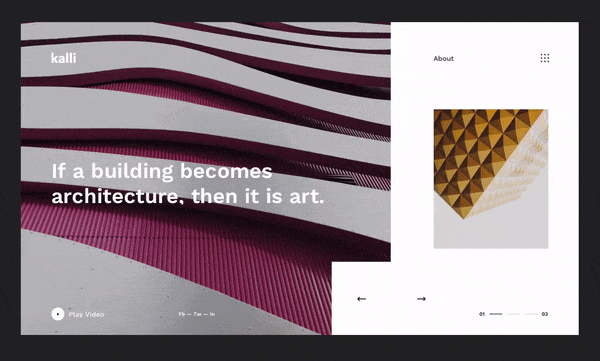 kalli
About
If a building becomes
architecture, then it is art.
Play Video
Fb — Tw — In
01
03